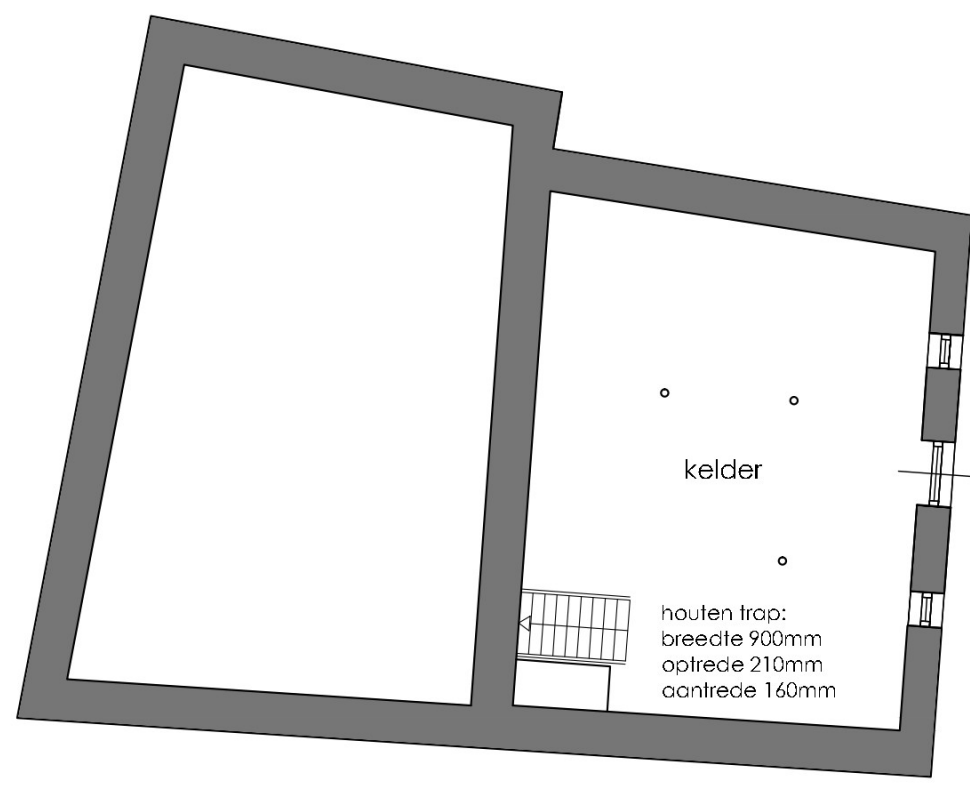 kelder
houten trap:
breedte 900mm
optrede 210mm
aantrede 160mm